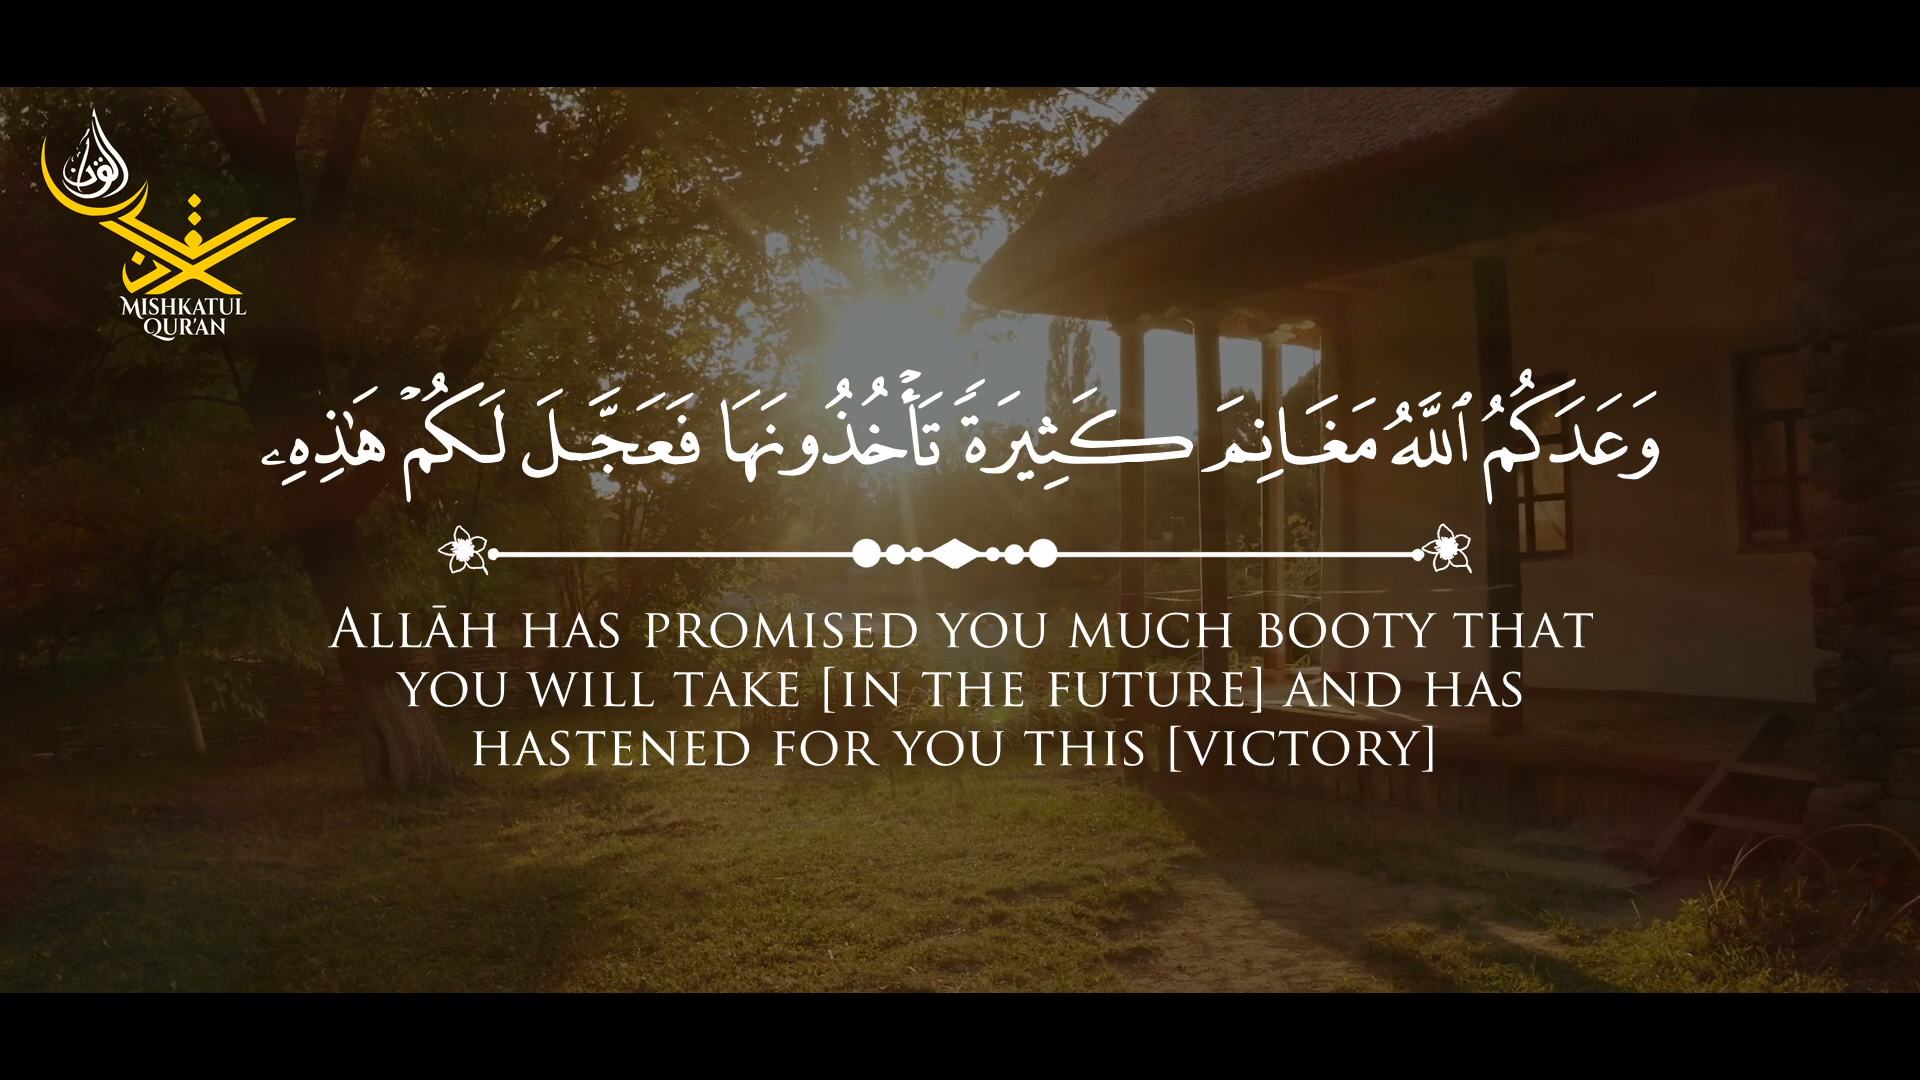 القرآن
MISHKATUL
QUR'AN
وَعَدَكُمُ ٱللَّهُ مَغَانِمَ كَثِيرَةً تَأْخُذُونَهَا فَعَجَّلَ لَكُمْ هَٰذِهِۦ
ALLĀH HAS PROMISED YOU MUCH BOOTY THAT
YOU WILL TAKE [IN THE FUTURE] AND HAS
HASTENED FOR YOU THIS [VICTORY]